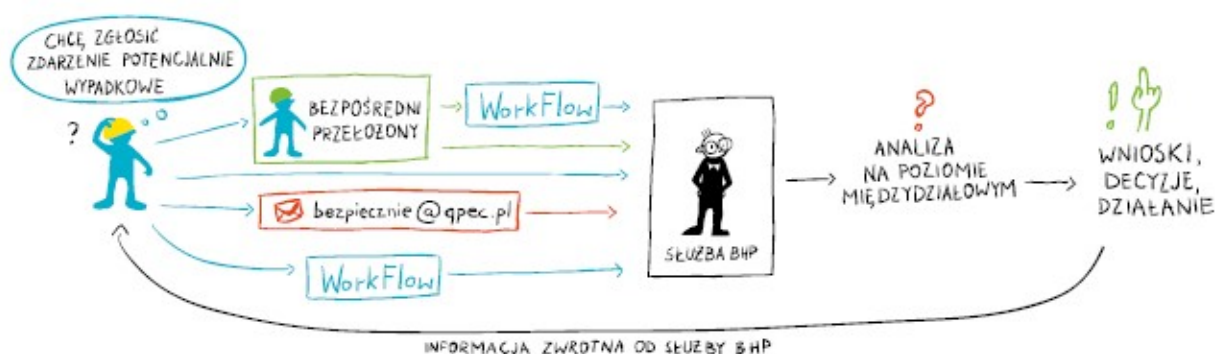 CHCĘ ZGŁOSIĆ
ZDARZENIE POTENCJALNIE
WYPADKOWE
?
BEZPOŚREDNI
PRZEŁOŻONY
WorkFlow
bezpiecznie@gpec.pl
WorkFlow
SŁUŻBA BHP
?
ANALIZA
NA POZIOMIE
MIĘDZYDZIAŁOWYM
!
WNIOSKI,
DECYZJE,
DZIAŁANIE
INFORMACJA ZWROTNA OD SŁUŻBY BHP